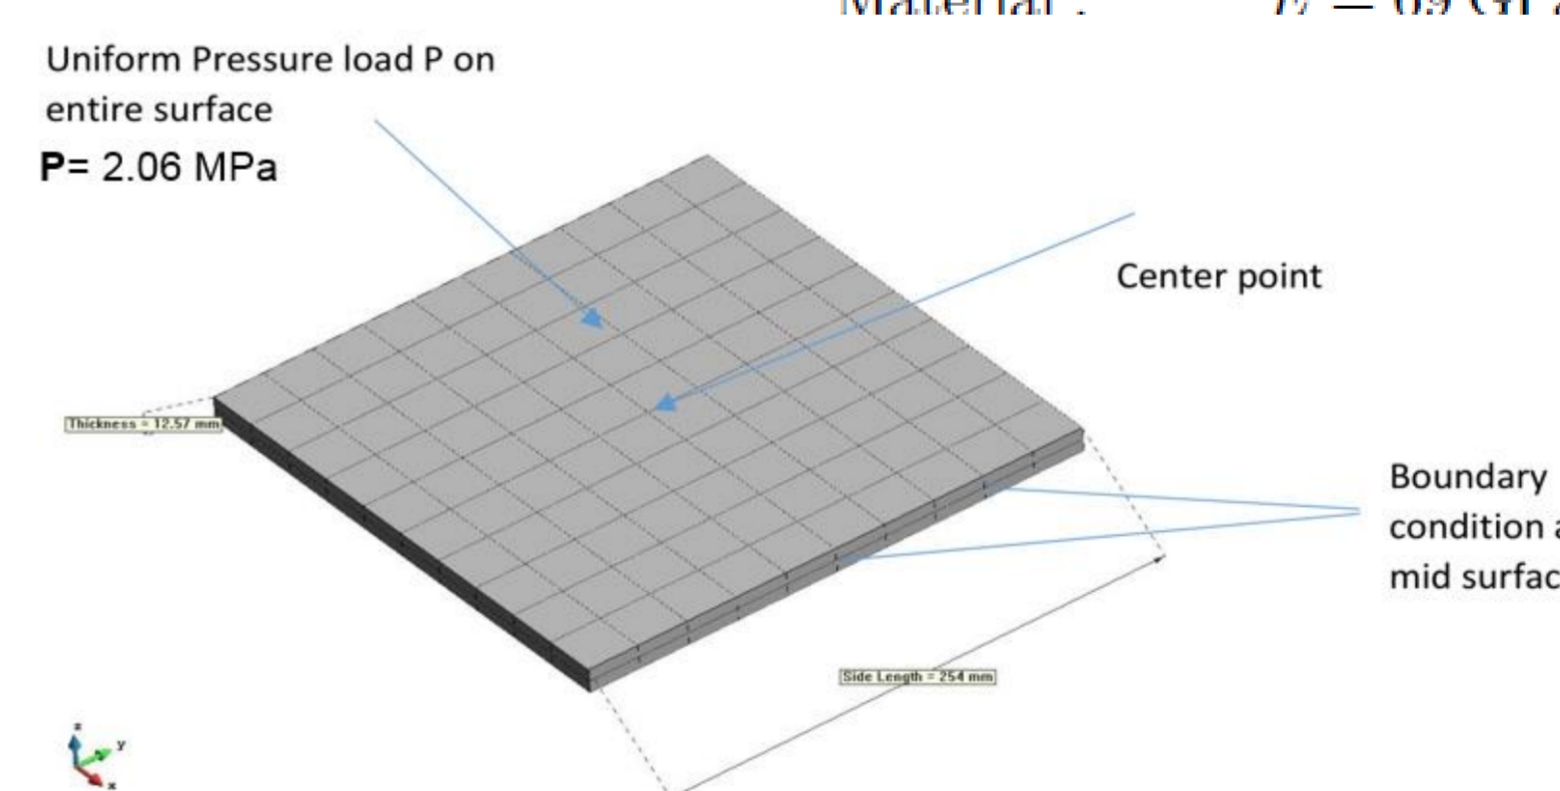 Uniform Pressure load P on
entire surface
P= 2.06 MPa
Center point
Thickness = 12.57 mm
Boundary
condition
mid
Side Length = 254 mm
z
y
x